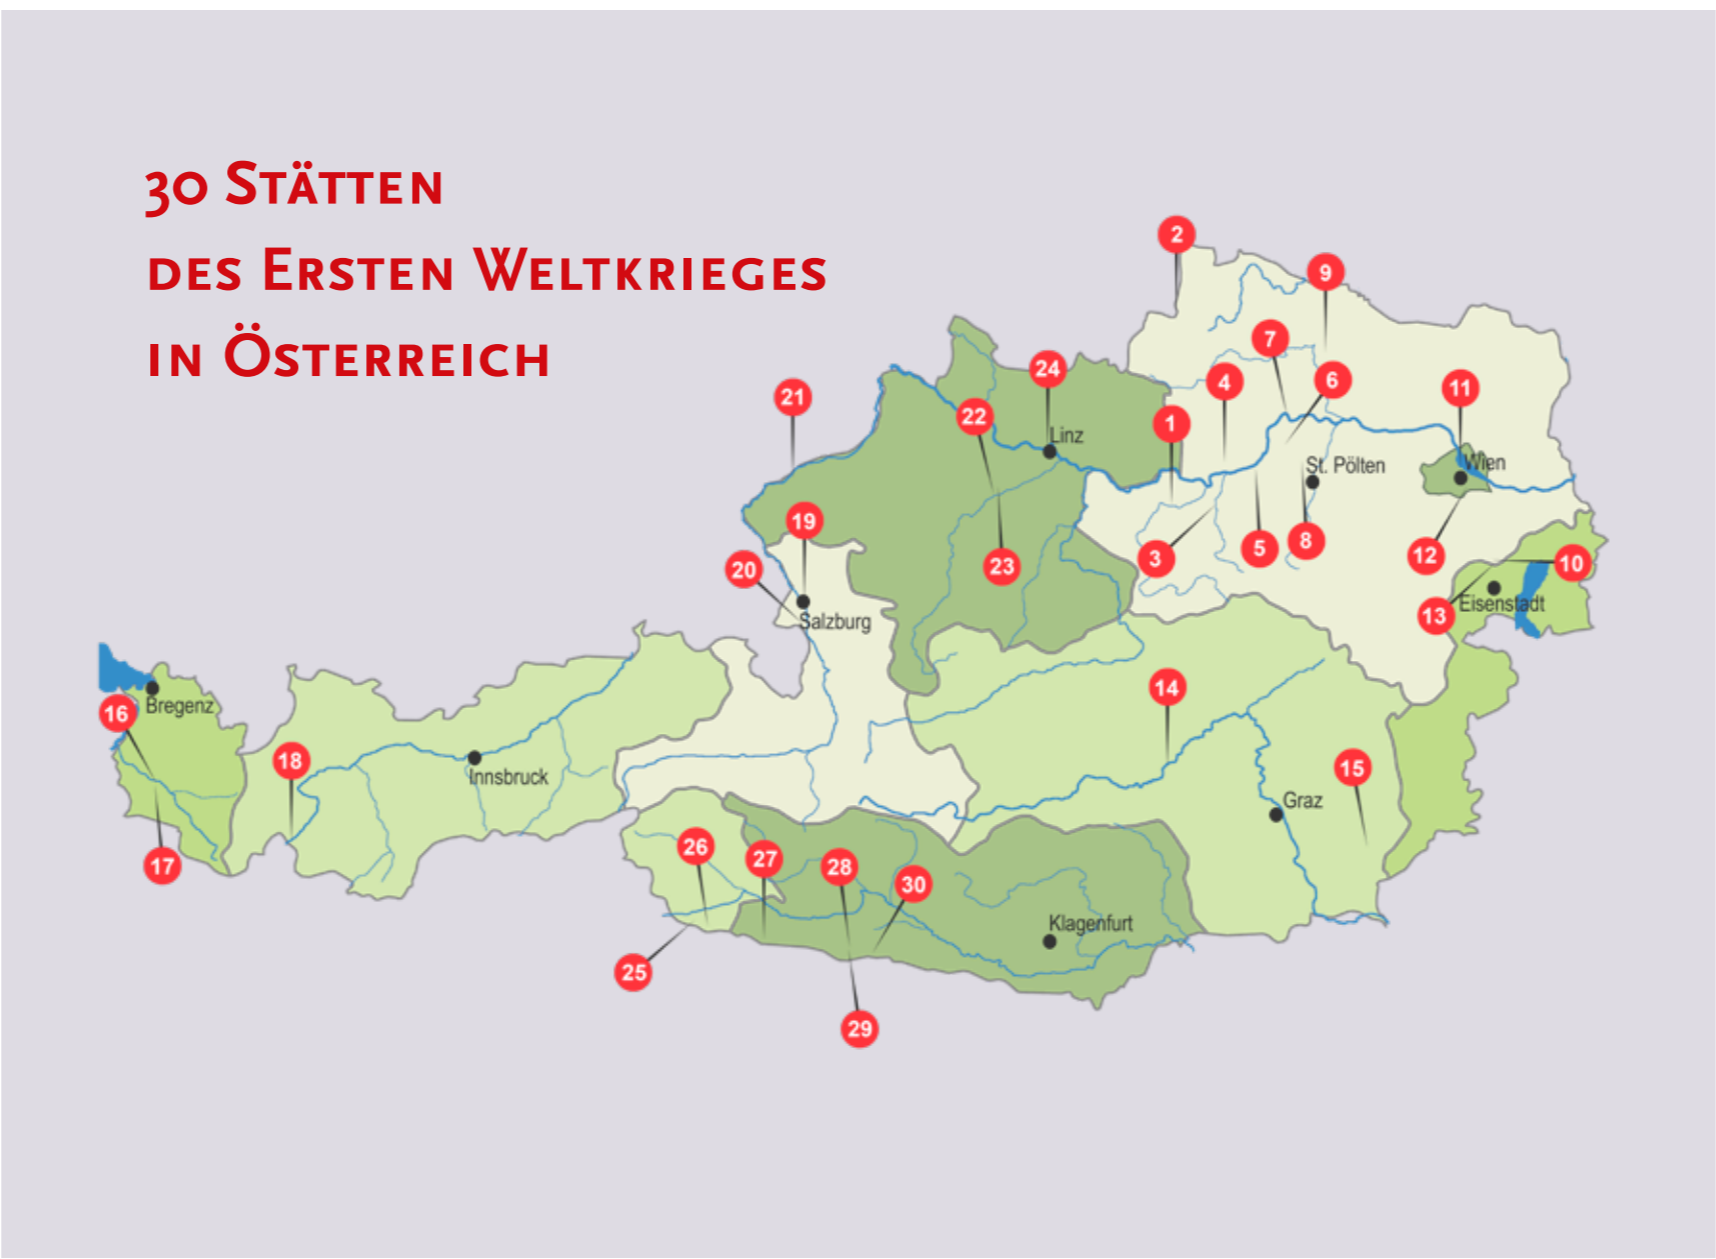 30 Stätten
des Ersten Weltkrieges
in Österreich
2
9
7
24
4
6
11
21
22
1
Linz
Wien
St. Pölten
19
8
5
12
3
10
23
20
Eisenstadt
13
Salzburg
14
Bregenz
16
18
15
Innsbruck
Graz
26
27
17
28
30
Klagenfurt
25
29